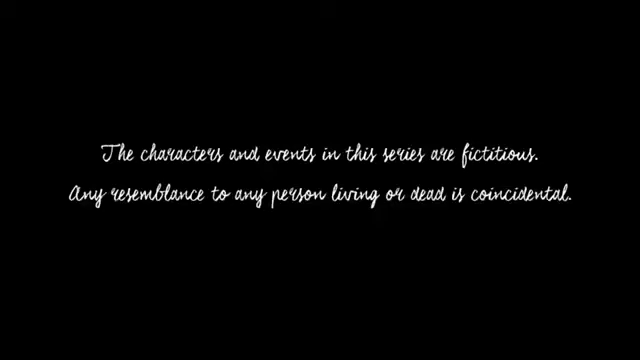 The characters and events in this series are fictitious.
Any resemblance to any person living or dead is coincidental.